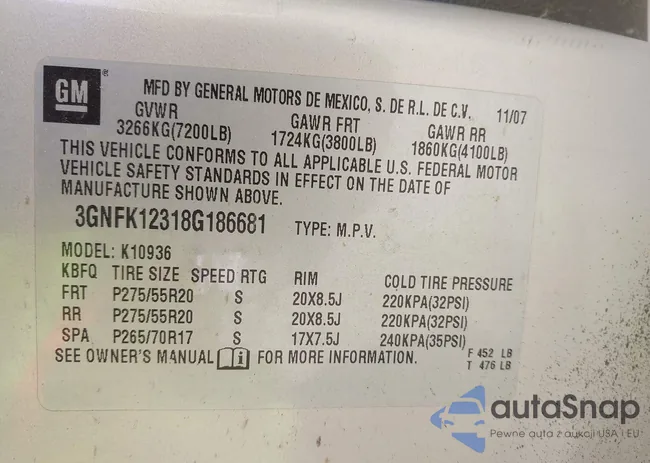 GM
MFD BY GENERAL MOTORS DE MEXICO, S. DE R.L. DE C.V. 11/07
GVWR GAWR FRT GAWR RR
3266KG(7200LB) 1724KG(3800LB) 1860KG(4100LB)
THIS VEHICLE CONFORMS TO ALL APPLICABLE U.S. FEDERAL MOTOR
VEHICLE SAFETY STANDARDS IN EFFECT ON THE DATE OF
MANUFACTURE SHOWN ABOVE.
3GNFK12318G186681 TYPE: M.P.V.
MODEL: K10936
KBFQ TIRE SIZE SPEED RTG RIM COLD TIRE PRESSURE
FRT P275/55R20 S 20X8.5J 220KPA(32PSI)
RR P275/55R20 S 20X8.5J 220KPA(32PSI)
SPA P265/70R17 S 17X7.5J 240KPA(35PSI)
SEE OWNER'S MANUAL FOR MORE INFORMATION.
F 452 LB
T 476 LB
autaSnap
Pewne auta z aukcji USA i EU